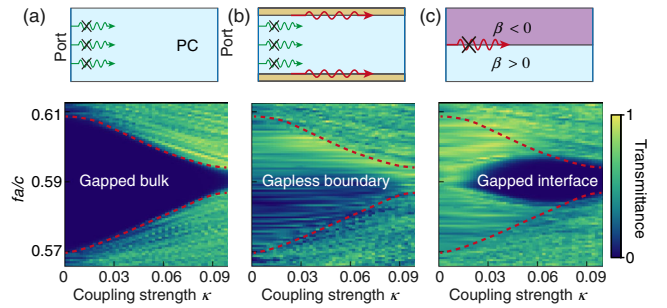 (a)
(b)
(c)
Port
PC
Port
β < 0
β > 0
0.61
0.59
0.57
fa/c
Gapped bulk
Gapless boundary
Gapped interface
1
0
Transmittance
0 0.03 0.06 0.09
0 0.03 0.06 0.09
0 0.03 0.06 0.09
Coupling strength κ
Coupling strength κ
Coupling strength κ